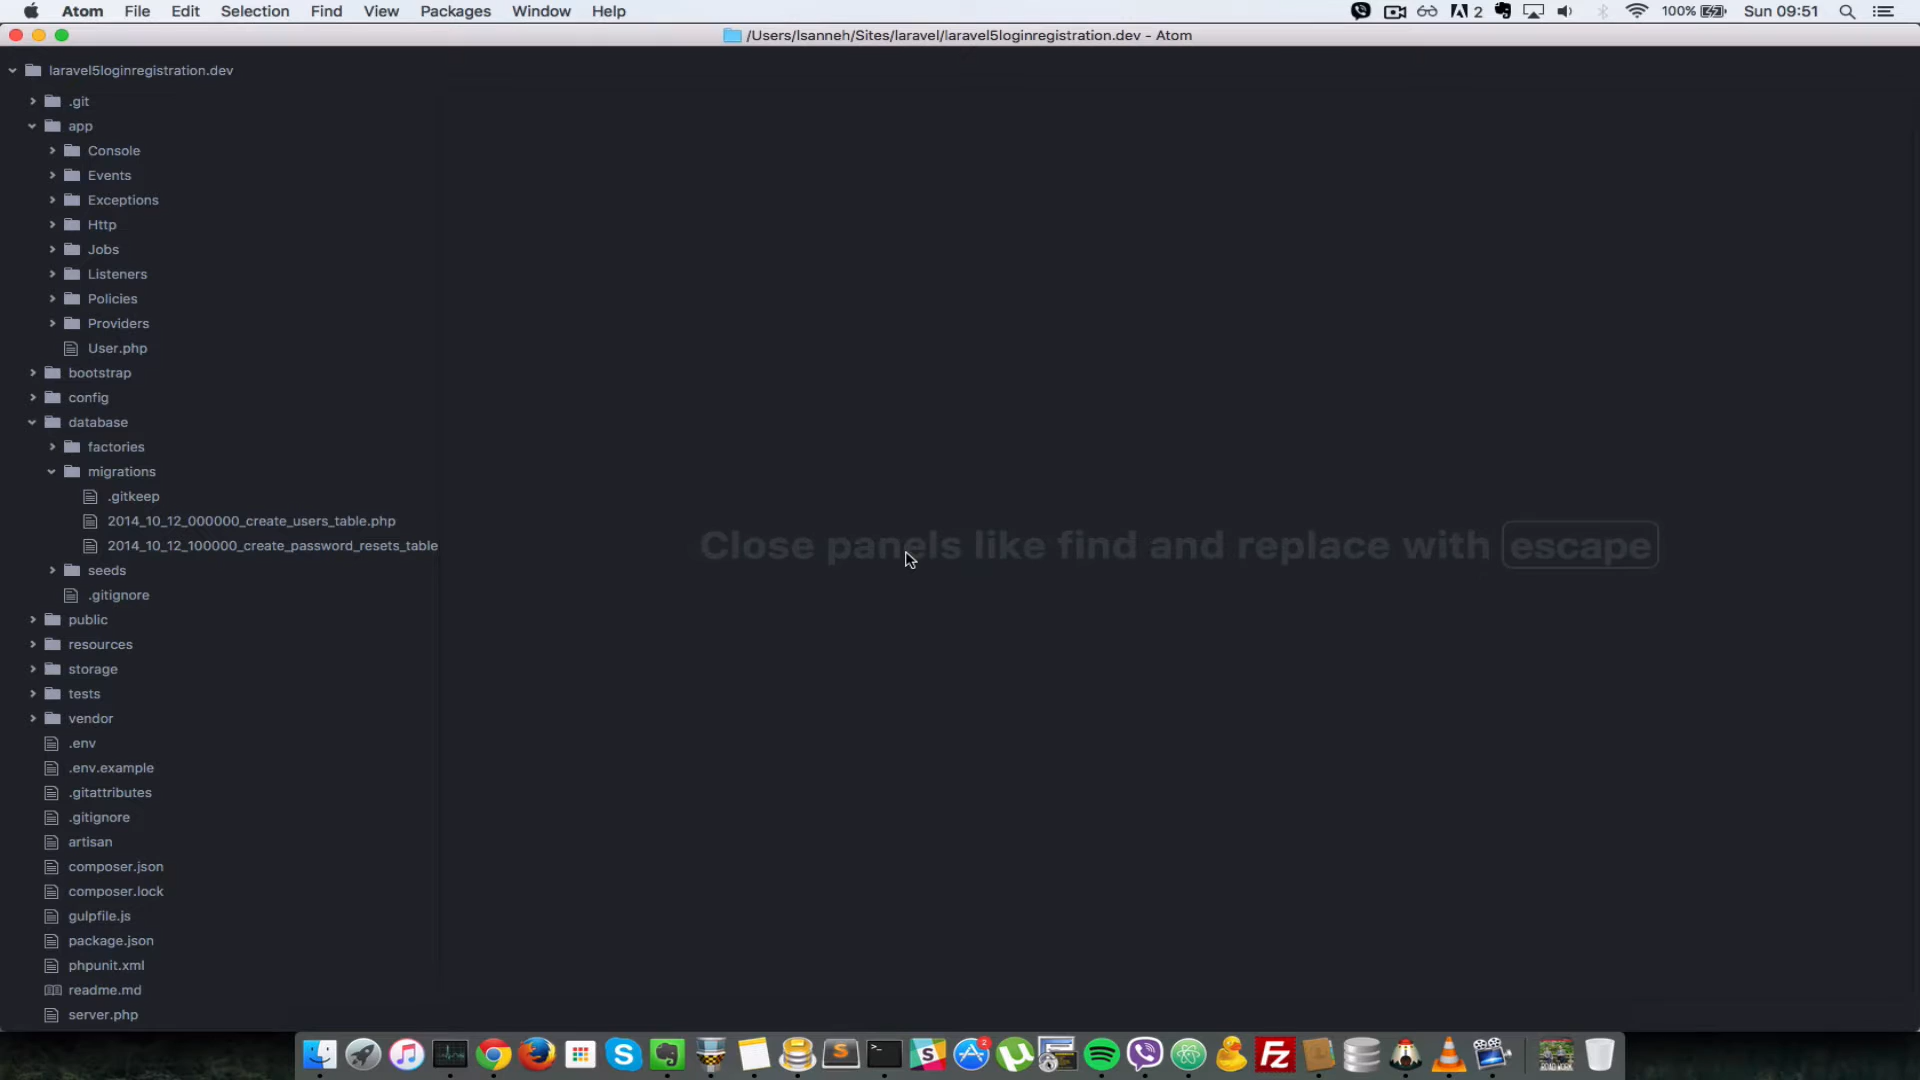 Atom File Edit Selection Find View Packages Window Help 2 100% Sun 09:51
/Users/lsanneh/Sites/laravel/laravel5loginregistration.dev - Atom
laravel5loginregistration.dev
.git
app
Console
Events
Exceptions
Http
Jobs
Listeners
Policies
Providers
User.php
bootstrap
config
database
factories
migrations
.gitkeep
2014_10_12_000000_create_users_table.php
2014_10_12_100000_create_password_resets_table
seeds
.gitignore
public
resources
storage
tests
vendor
.env
.env.example
.gitattributes
.gitignore
artisan
composer.json
composer.lock
gulpfile.js
package.json
phpunit.xml
readme.md
server.php
Close panels like find and replace with escape